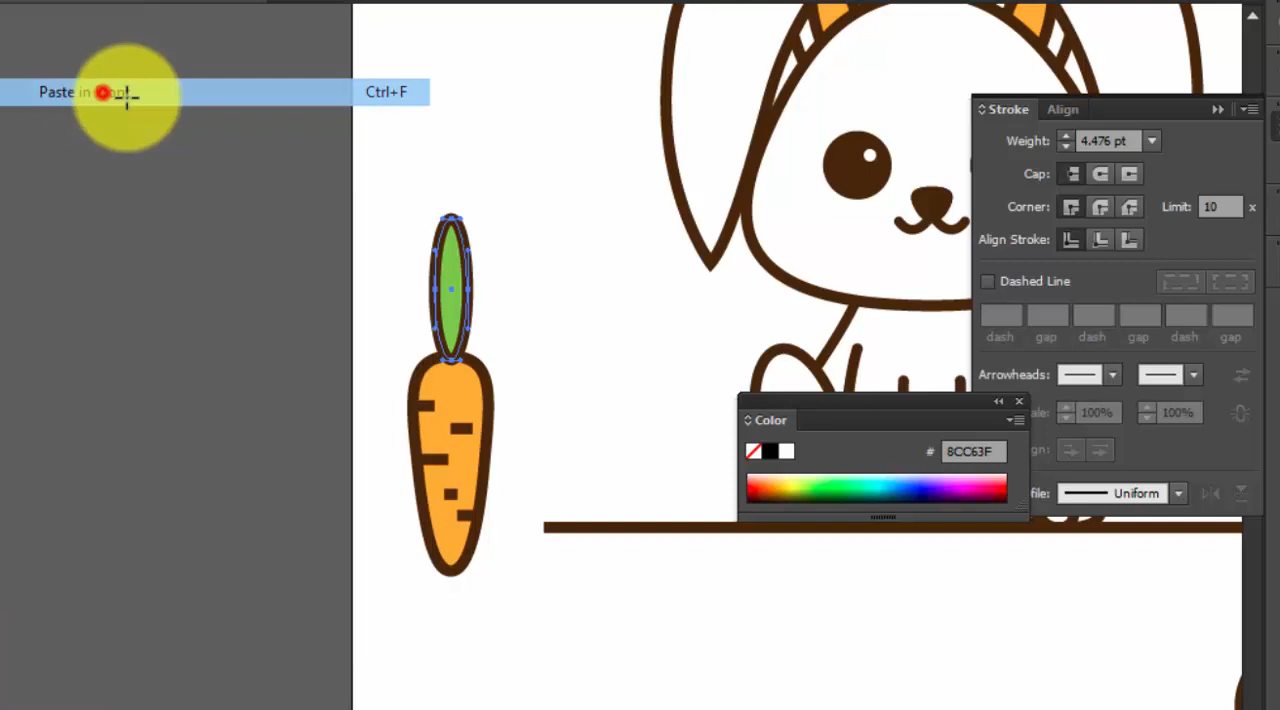 Paste in
Ctrl+F
Stroke
Align
Weight:
4.476 pt
Cap:
Corner:
Limit:
10
x
Align Stroke:
Dashed Line
dash
gap
dash
gap
dash
gap
Arrowheads:
100%
100%
Color
#
8CC63F
Uniform